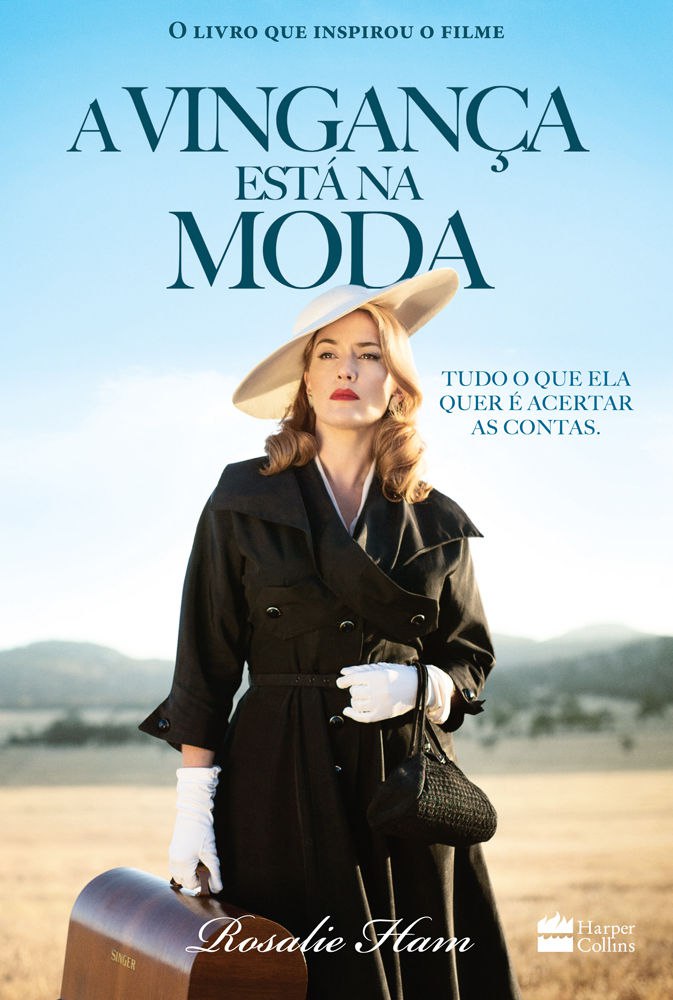 O LIVRO QUE INSPIROU O FILME
A VINGANÇA
ESTÁ NA
MODA
TUDO O QUE ELA
QUER É ACERTAR
AS CONTAS.
SINGER
Rosalie Ham
Harper
Collins